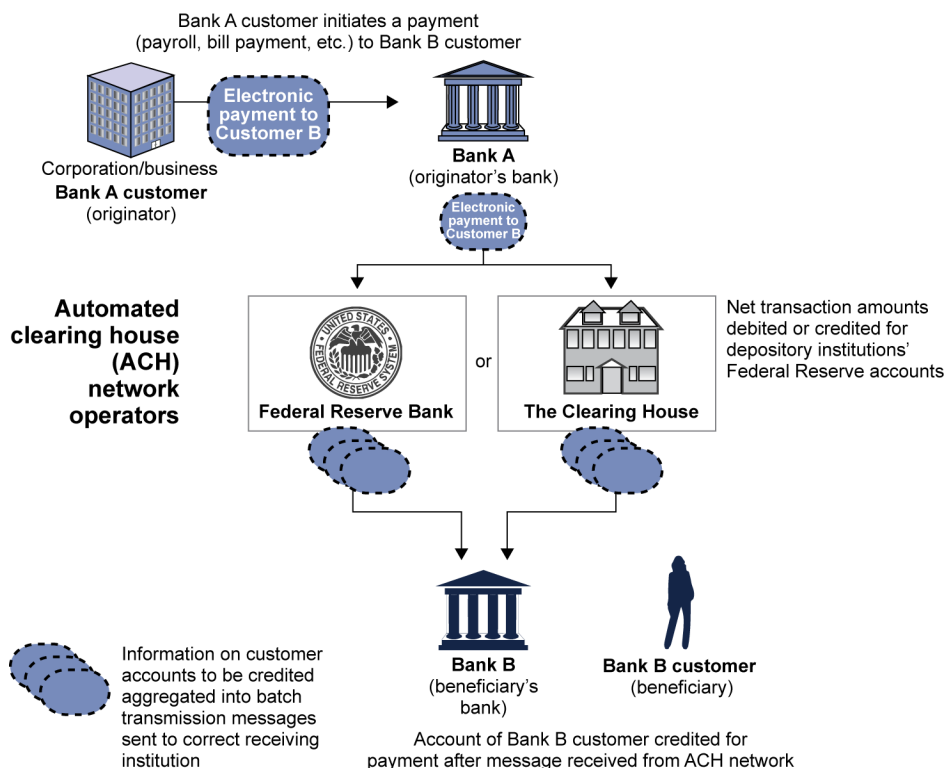 Bank A customer initiates a payment
(payroll, bill payment, etc.) to Bank B customer
Electronic
payment to
Customer B
Corporation/business
Bank A customer
(originator)
Bank A
(originator's bank)
Electronic
payment to
Customer B
Automated
clearing house
(ACH)
network
operators
UNITED STATES
FEDERAL RESERVE SYSTEM
Federal Reserve Bank
or
The Clearing House
Net transaction amounts
debited or credited for
depository institutions'
Federal Reserve accounts
Bank B
(beneficiary's
bank)
Bank B customer
(beneficiary)
Information on customer
accounts to be credited
aggregated into batch
transmission messages
sent to correct receiving
institution
Account of Bank B customer credited for
payment after message received from ACH network